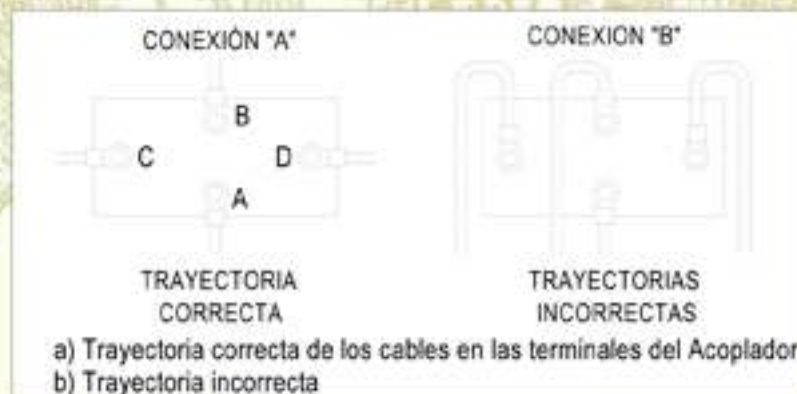 CONEXIÓN "A"
CONEXION "B"
B
C D
A
TRAYECTORIA
CORRECTA
TRAYECTORIAS
INCORRECTAS
a) Trayectoria correcta de los cables en las terminales del Acoplador
b) Trayectoria incorrecta